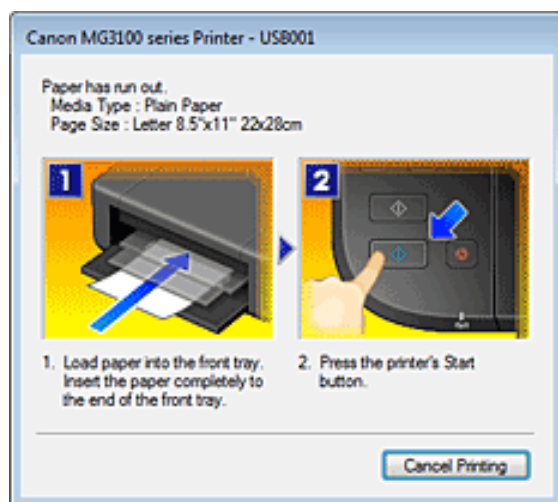 Canon MG3100 series Printer - USB001
Paper has run out.
Media Type : Plain Paper
Page Size : Letter 8.5"x11" 22x28cm
1
2
1. Load paper into the front tray.
Insert the paper completely to
the end of the front tray.
2. Press the printer's Start
button.
Cancel Printing